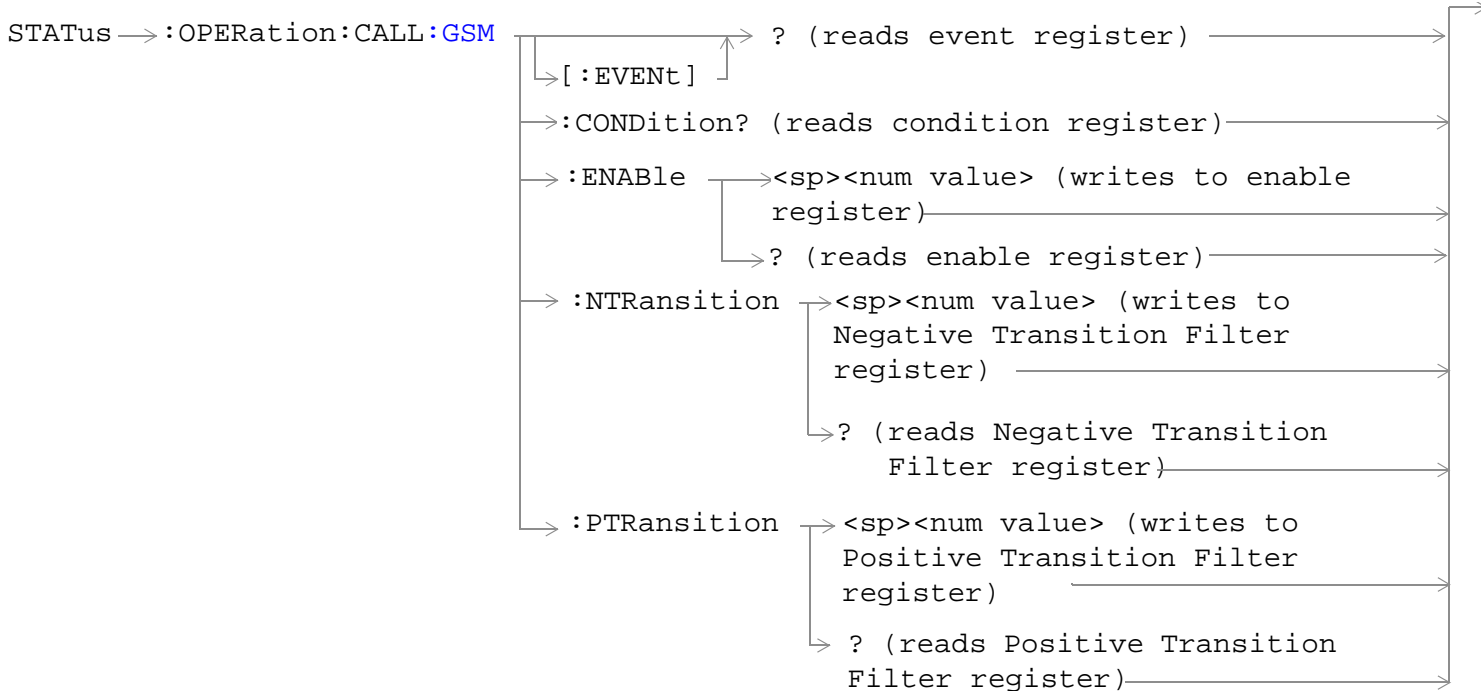 STATus :OPERation:CALL:GSM ? (reads event register)
[:EVENt]
:CONDition? (reads condition register)
:ENABle <sp><num value> (writes to enable
register)
? (reads enable register)
:NTRansition <sp><num value> (writes to
Negative Transition Filter
register)
? (reads Negative Transition
Filter register)
:PTRansition <sp><num value> (writes to
Positive Transition Filter
register)
? (reads Positive Transition
Filter register)